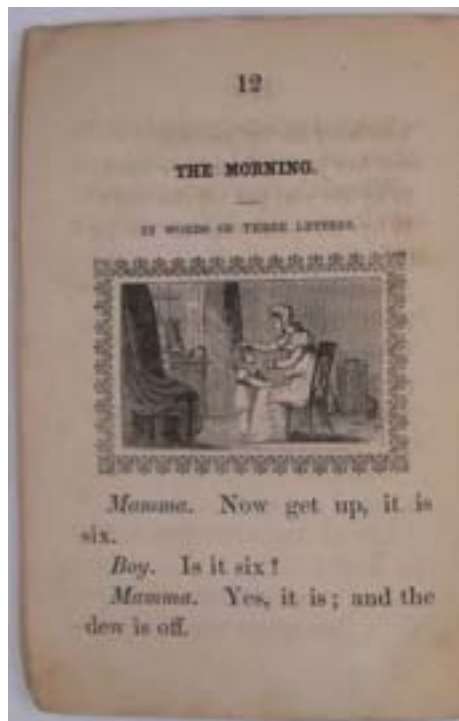 12
THE MORNING.
IN WORDS OF THREE LETTERS.
Mamma. Now get up, it is
six.
Boy. Is it six?
Mamma. Yes, it is; and the
dew is off.